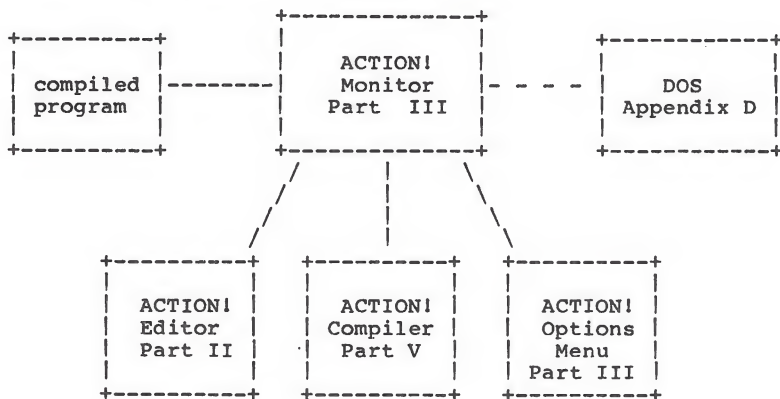 ACTION!
Monitor
Part III
compiled
program
DOS
Appendix D
ACTION!
Editor
Part II
ACTION!
Compiler
Part V
ACTION!
Options
Menu
Part III